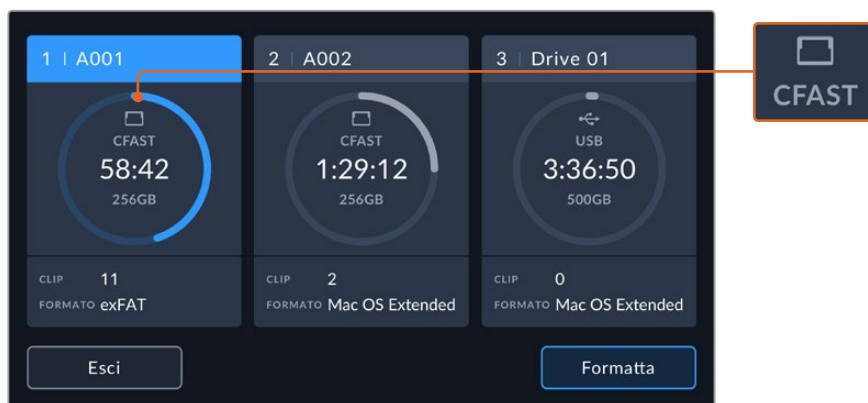 1 | A001
CFAST
58:42
256GB
CLIP 11
FORMATO exFAT
2 | A002
CFAST
1:29:12
256GB
CLIP 2
FORMATO Mac OS Extended
3 | Drive 01
USB
3:36:50
500GB
CLIP 0
FORMATO Mac OS Extended
CFAST
Esci
Formatta